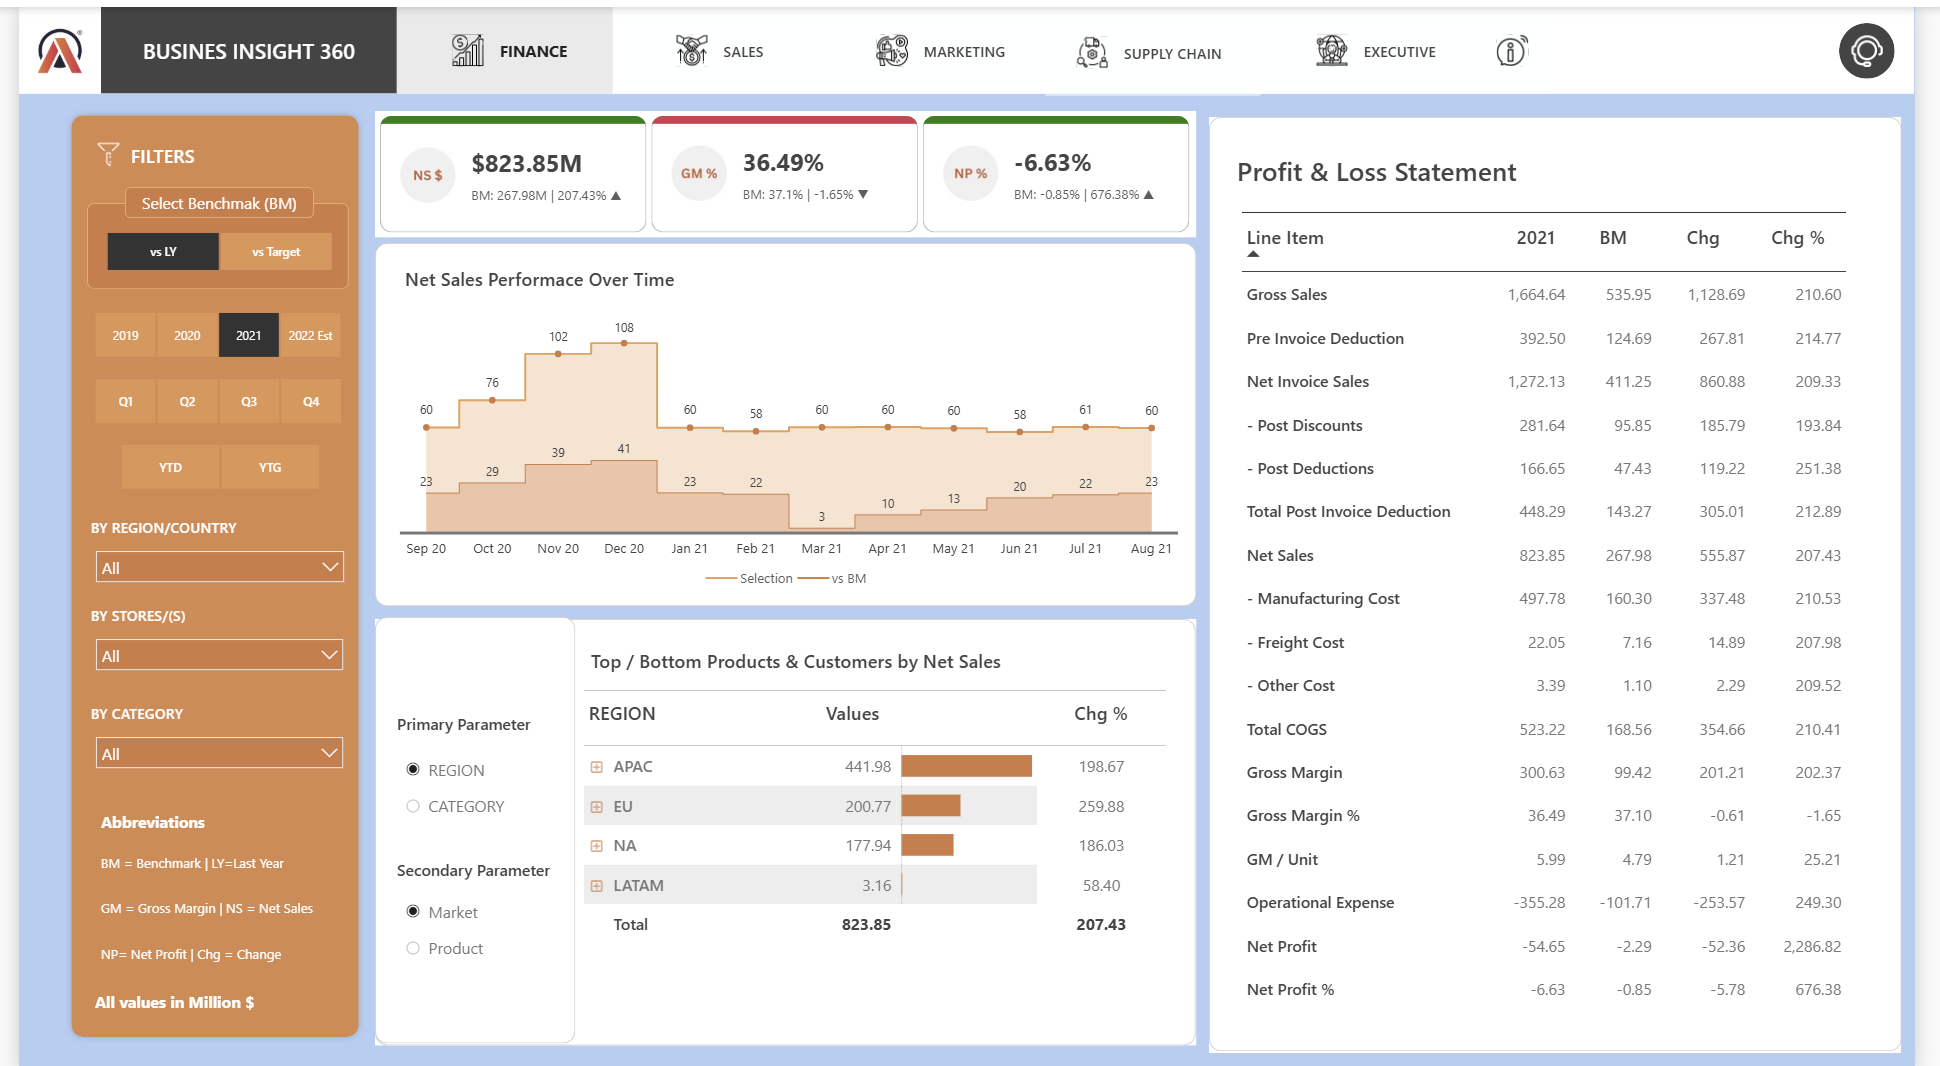 BUSINES INSIGHT 360
FINANCE
SALES
MARKETING
SUPPLY CHAIN
EXECUTIVE
FILTERS
Select Benchmak (BM)
vs LY vs Target
2019 2020 2021 2022 Est
Q1 Q2 Q3 Q4
YTD YTG
BY REGION/COUNTRY
All
BY STORES/(S)
All
BY CATEGORY
All
Abbreviations
BM = Benchmark | LY=Last Year
GM = Gross Margin | NS = Net Sales
NP= Net Profit | Chg = Change
All values in Million $
NS $
$823.85M
BM: 267.98M | 207.43% ▲
GM %
36.49%
BM: 37.1% | -1.65% ▼
NP %
-6.63%
BM: -0.85% | 676.38% ▲
Net Sales Performace Over Time
60 76 102 108 60 58 60 60 60 58 61 60
23 29 39 41 23 22 3 10 13 20 22 23
Sep 20 Oct 20 Nov 20 Dec 20 Jan 21 Feb 21 Mar 21 Apr 21 May 21 Jun 21 Jul 21 Aug 21
Selection vs BM
Primary Parameter
REGION
CATEGORY
Secondary Parameter
Market
Product
Top / Bottom Products & Customers by Net Sales
REGION Values Chg %
APAC 441.98 198.67
EU 200.77 259.88
NA 177.94 186.03
LATAM 3.16 58.40
Total 823.85 207.43
Profit & Loss Statement
Line Item 2021 BM Chg Chg %
Gross Sales 1,664.64 535.95 1,128.69 210.60
Pre Invoice Deduction 392.50 124.69 267.81 214.77
Net Invoice Sales 1,272.13 411.25 860.88 209.33
- Post Discounts 281.64 95.85 185.79 193.84
- Post Deductions 166.65 47.43 119.22 251.38
Total Post Invoice Deduction 448.29 143.27 305.01 212.89
Net Sales 823.85 267.98 555.87 207.43
- Manufacturing Cost 497.78 160.30 337.48 210.53
- Freight Cost 22.05 7.16 14.89 207.98
- Other Cost 3.39 1.10 2.29 209.52
Total COGS 523.22 168.56 354.66 210.41
Gross Margin 300.63 99.42 201.21 202.37
Gross Margin % 36.49 37.10 -0.61 -1.65
GM / Unit 5.99 4.79 1.21 25.21
Operational Expense -355.28 -101.71 -253.57 249.30
Net Profit -54.65 -2.29 -52.36 2,286.82
Net Profit % -6.63 -0.85 -5.78 676.38